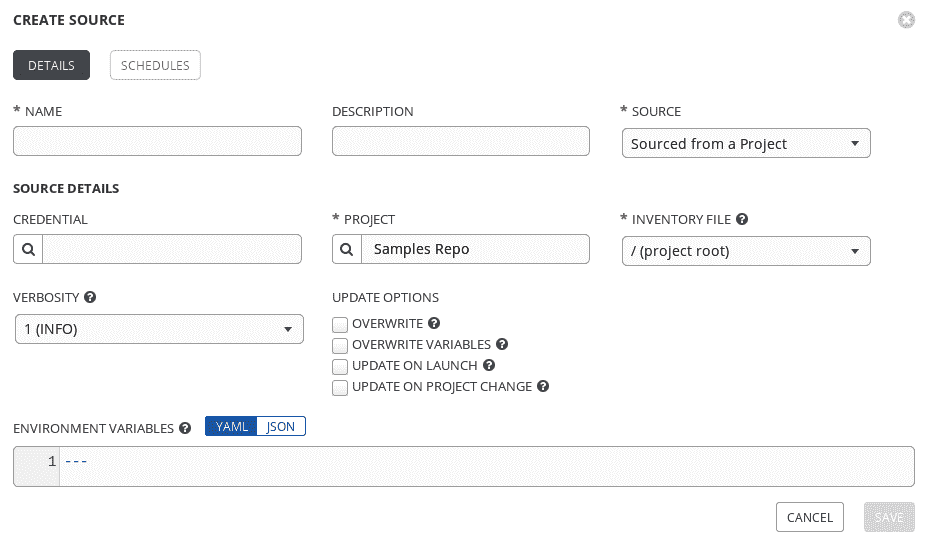 CREATE SOURCE
DETAILS SCHEDULES
* NAME DESCRIPTION * SOURCE
Sourced from a Project
SOURCE DETAILS
CREDENTIAL * PROJECT * INVENTORY FILE ?
Samples Repo / (project root)
VERBOSITY ? UPDATE OPTIONS
1 (INFO)
OVERWRITE ?
OVERWRITE VARIABLES ?
UPDATE ON LAUNCH ?
UPDATE ON PROJECT CHANGE ?
ENVIRONMENT VARIABLES ? YAML JSON
1 ---
CANCEL SAVE